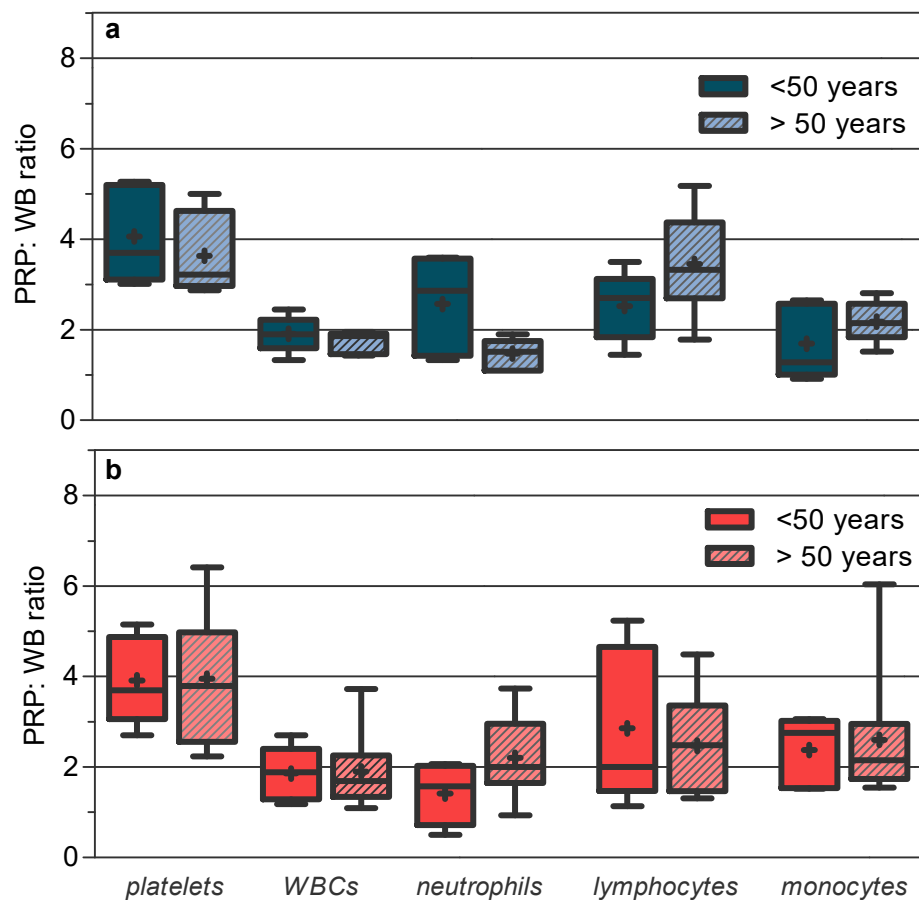 a
8
6
4
2
0
PRP: WB ratio
<50 years
> 50 years
b
8
6
4
2
0
PRP: WB ratio
<50 years
> 50 years
platelets WBCs neutrophils lymphocytes monocytes